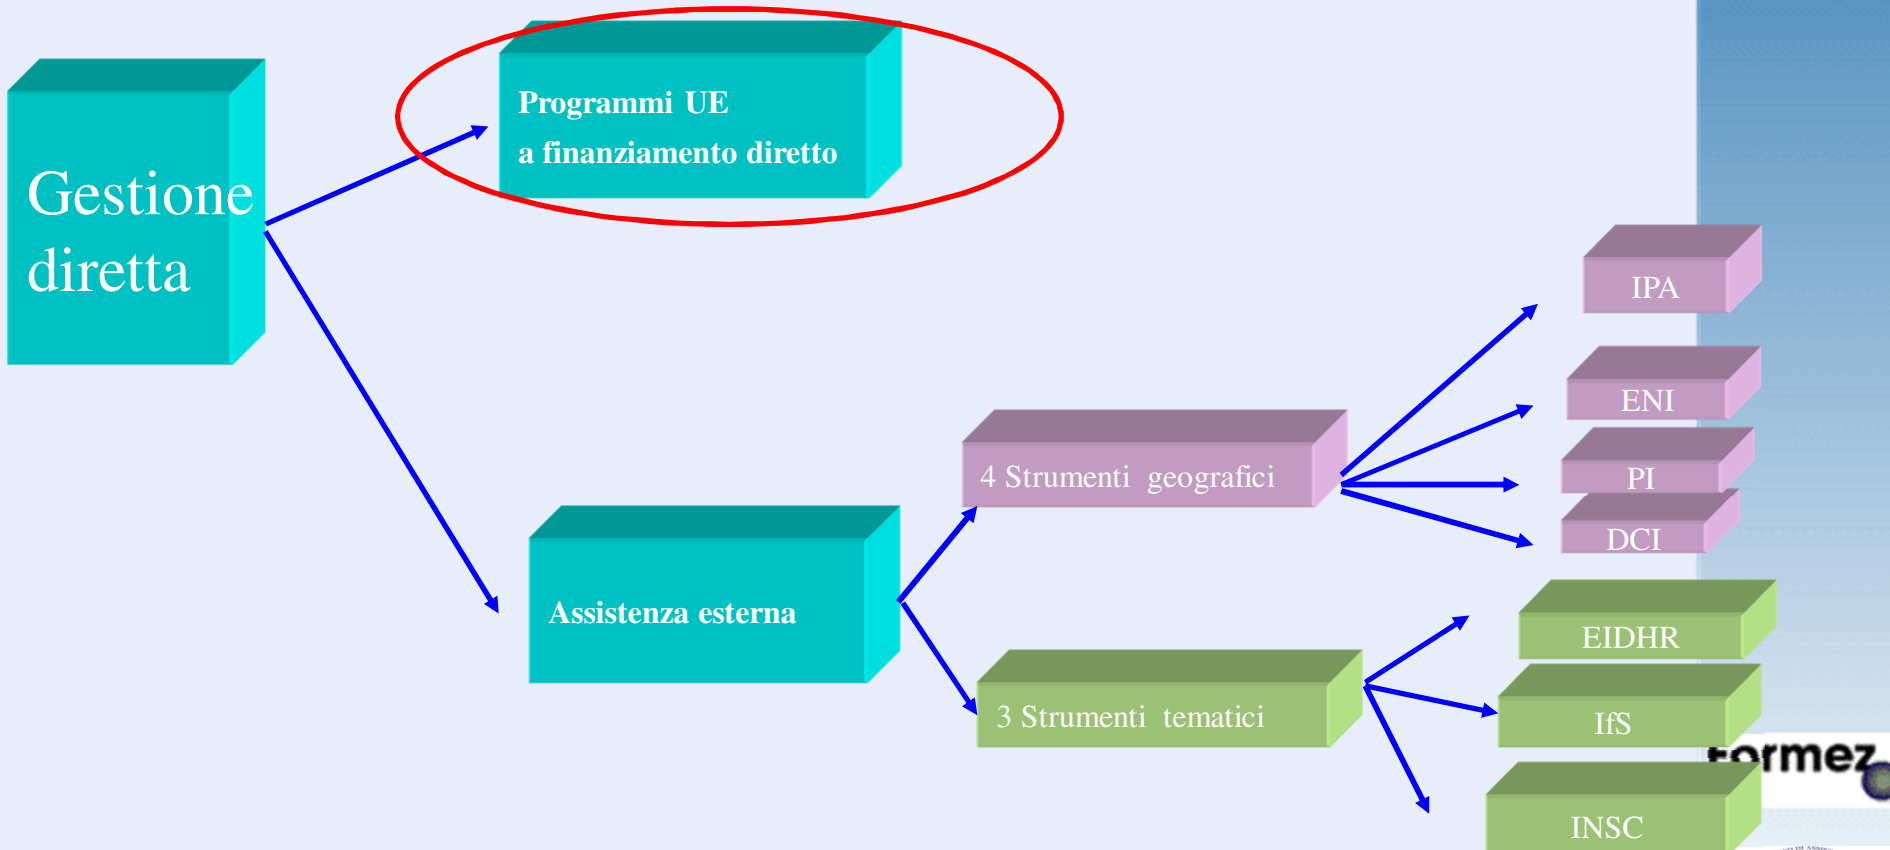 Gestione
diretta
Programmi UE
a finanziamento diretto
Assistenza esterna
4 Strumenti geografici
3 Strumenti tematici
IPA
ENI
PI
DCI
EIDHR
IfS
INSC
Formez